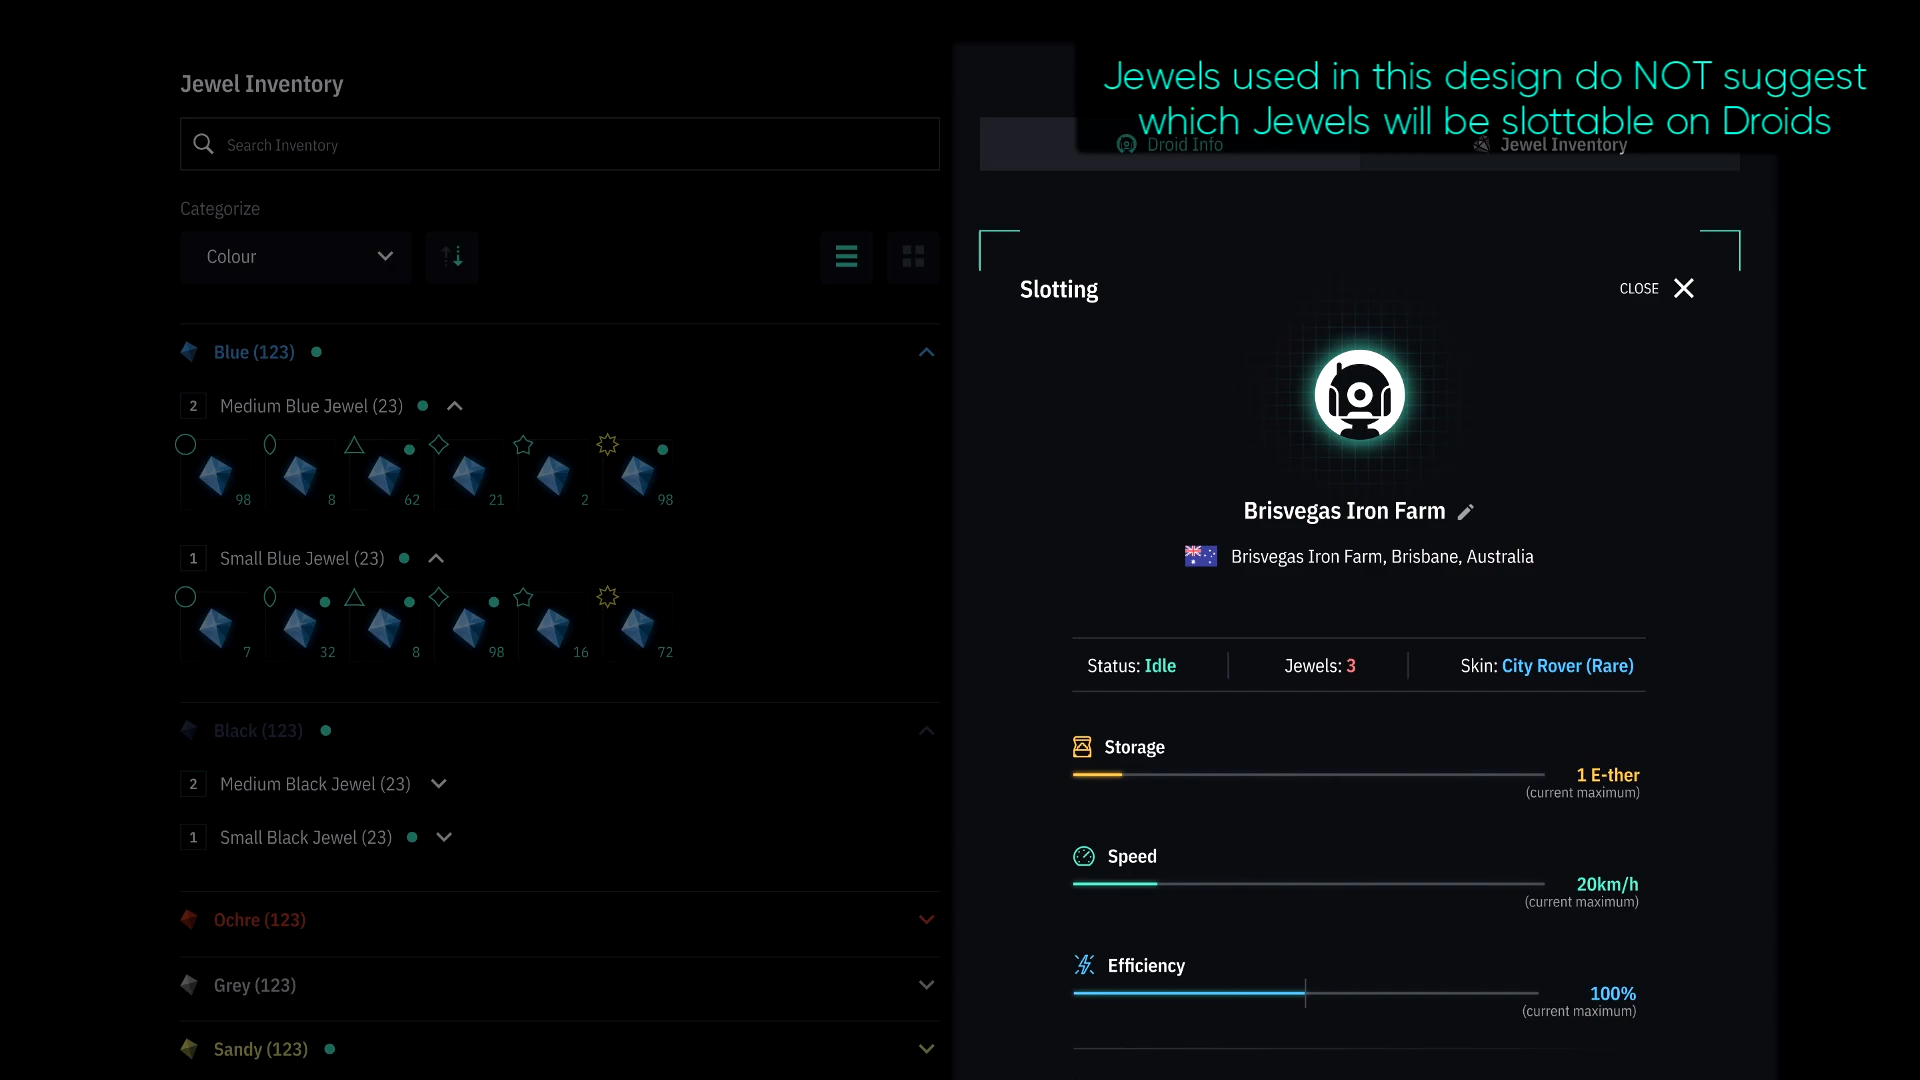 Jewels used in this design do NOT suggest
which Jewels will be slottable on Droids
Jewel Inventory
Search Inventory
Categorize
Colour
Blue (123)
2 Medium Blue Jewel (23)
98 8 62 21 2 98
1 Small Blue Jewel (23)
7 32 8 98 16 72
Black (123)
2 Medium Black Jewel (23)
1 Small Black Jewel (23)
Ochre (123)
Grey (123)
Sandy (123)
Droid Info Jewel Inventory
Slotting CLOSE
Brisvegas Iron Farm
Brisvegas Iron Farm, Brisbane, Australia
Status: Idle Jewels: 3 Skin: City Rover (Rare)
Storage
1 E-ther
(current maximum)
Speed
20km/h
(current maximum)
Efficiency
100%
(current maximum)